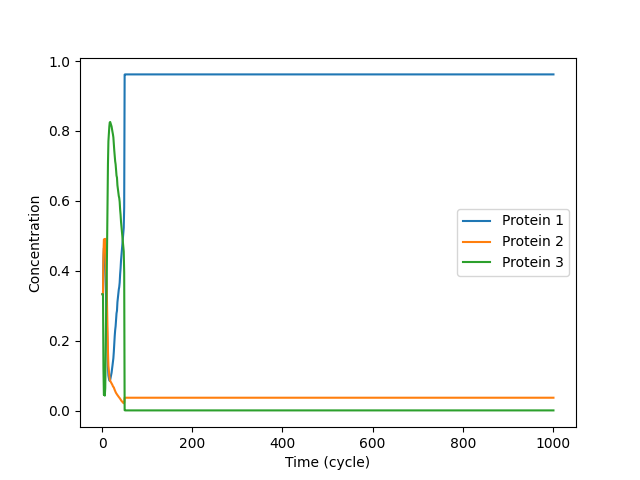 1.0
0.8
0.6
0.4
0.2
0.0
Concentration
Protein 1
Protein 2
Protein 3
0 200 400 600 800 1000
Time (cycle)